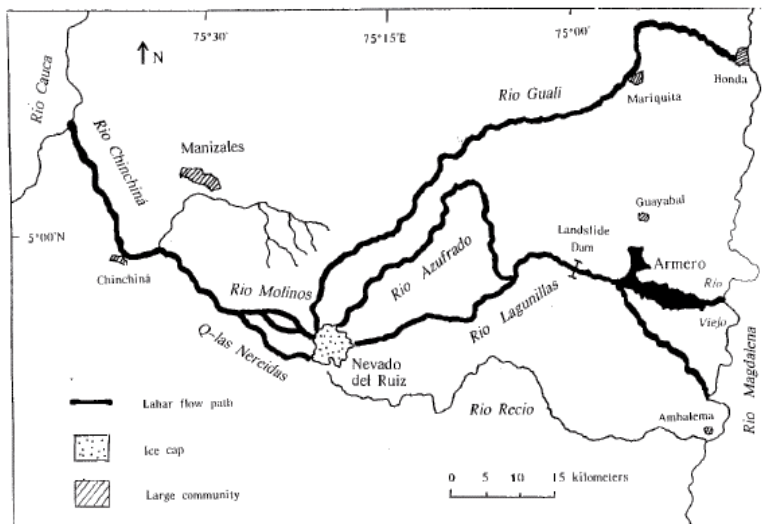 75°30'
75°15'E
75°00'
N
Rio Cauca
Rio Guali
Honda
Mariquita
Rio Chinchiná
Manizales
Guayabal
5°00'N
Landslide
Dam
Rio Azufrado
Armero
Chinchiná
Rio Molinos
Rio Lagunillas
Rio
Viejo
Q-las Nereidas
Nevado
del Ruiz
Rio Magdalena
Lahar flow path
Rio Recio
Ambalema
Ice cap
0 5 10 15 kilometers
Large community